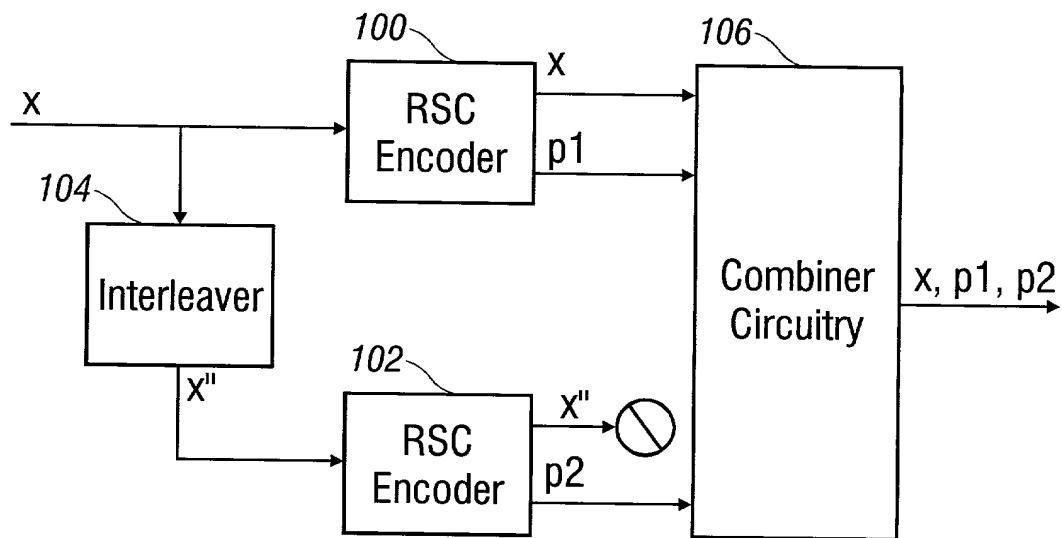 100
106
x
x
RSC
Encoder
p1
104
Interleaver
Combiner
Circuitry
x, p1, p2
x"
102
x"
RSC
Encoder
p2